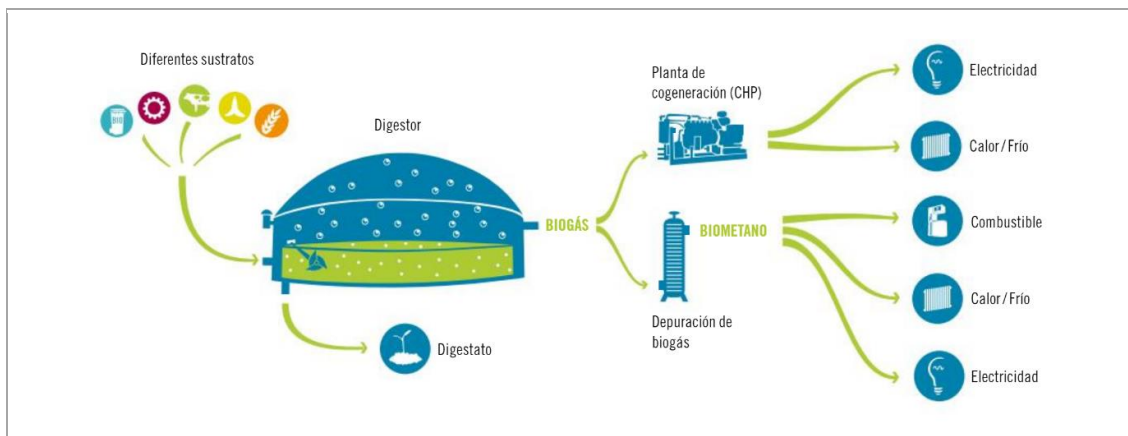 Diferentes sustratos
BIO
Digestor
Digestato
BIOGÁS
Planta de
cogeneración (CHP)
Depuración de
biogás
BIOMETANO
Electricidad
Calor/Frío
Combustible
Calor/Frío
Electricidad